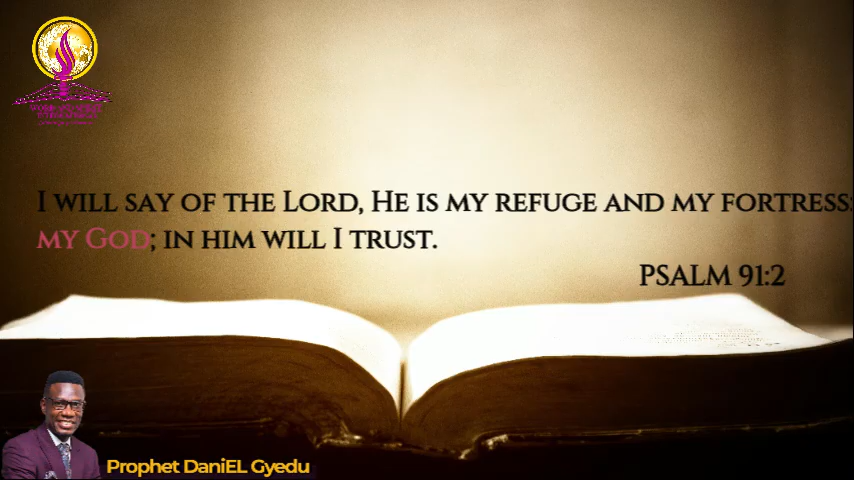 I will say of the Lord, He is my refuge and my fortress:
my God; in him will I trust.
Psalm 91:2
Prophet DaniEL Gyedu